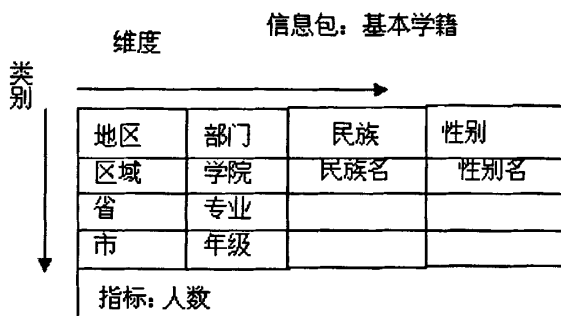 信息包：基本学籍
维度
类别
地区 部门 民族 性别
区域 学院 民族名 性别名
省 专业
市 年级
指标：人数